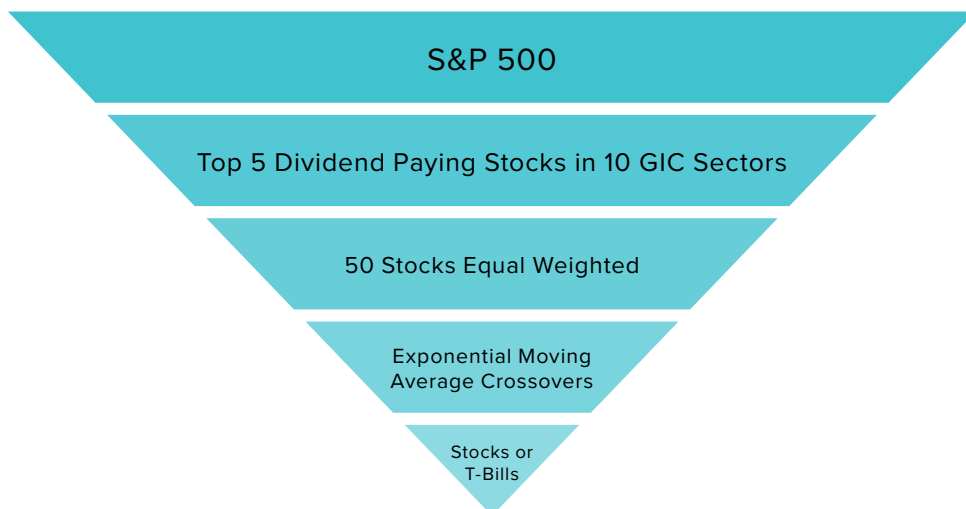 S&P 500
Top 5 Dividend Paying Stocks in 10 GIC Sectors
50 Stocks Equal Weighted
Exponential Moving
Average Crossovers
Stocks or
T-Bills